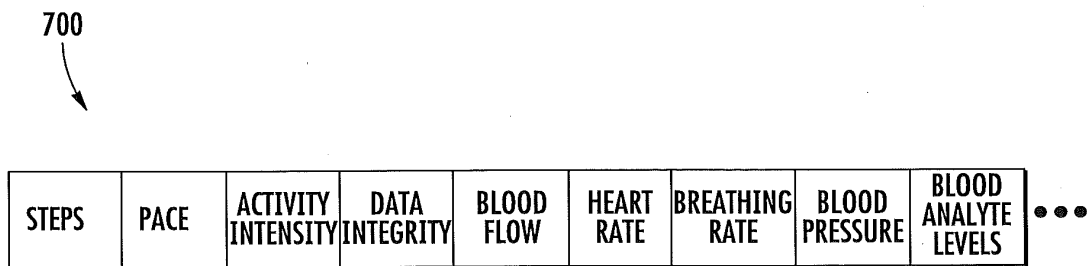 700
STEPS
PACE
ACTIVITY
INTENSITY
DATA
INTEGRITY
BLOOD
FLOW
HEART
RATE
BREATHING
RATE
BLOOD
PRESSURE
BLOOD
ANALYTE
LEVELS